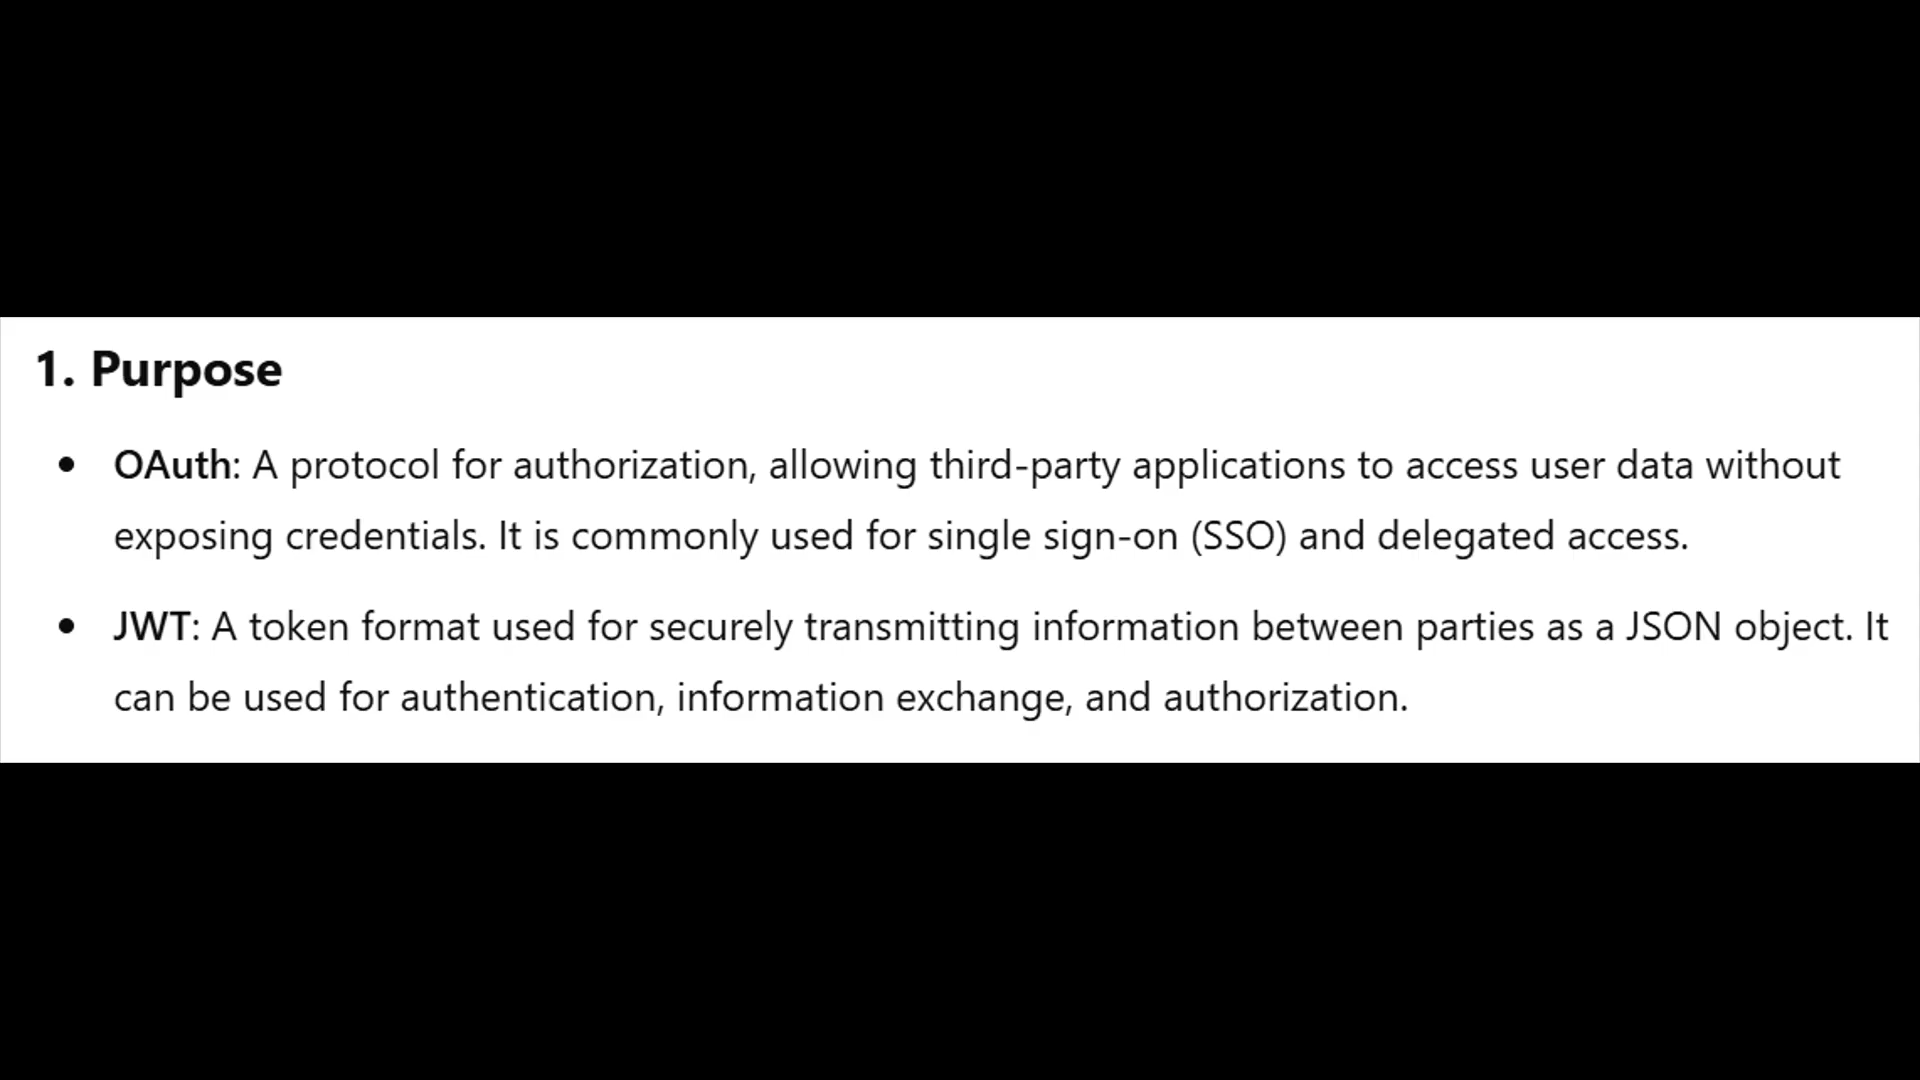 1. Purpose
• OAuth: A protocol for authorization, allowing third-party applications to access user data without
exposing credentials. It is commonly used for single sign-on (SSO) and delegated access.
• JWT: A token format used for securely transmitting information between parties as a JSON object. It
can be used for authentication, information exchange, and authorization.